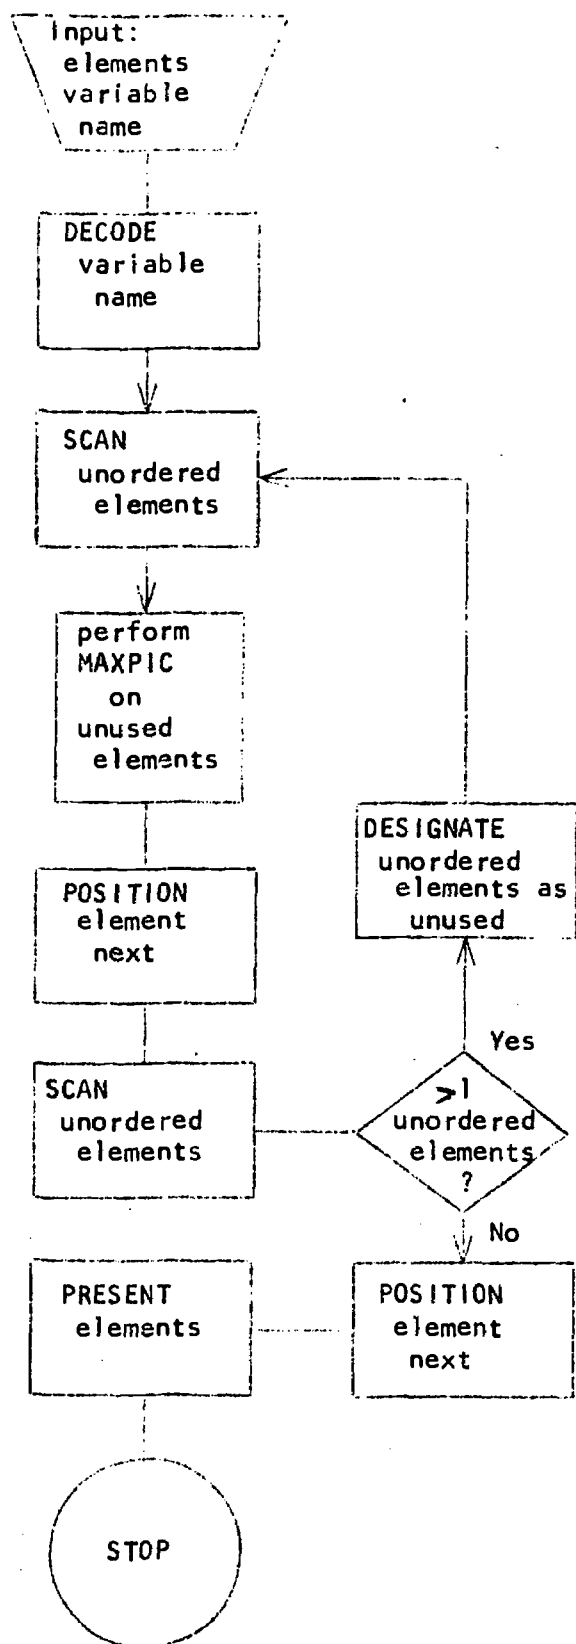 Input:
elements
variable
name
DECODE
variable
name
SCAN
unordered
elements
perform
MAXPIC
on
unused
elements
POSITION
element
next
SCAN
unordered
elements
>1
unordered
elements
?
Yes
DESIGNATE
unordered
elements as
unused
No
POSITION
element
next
PRESENT
elements
STOP